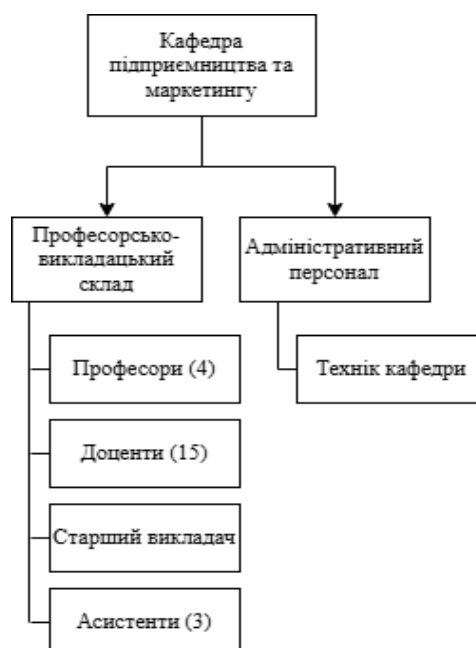 Кафедра
підприємництва та
маркетингу
Професорсько-
викладацький
склад
Адміністративний
персонал
Професори (4)
Технік кафедри
Доценти (15)
Старший викладач
Асистенти (3)